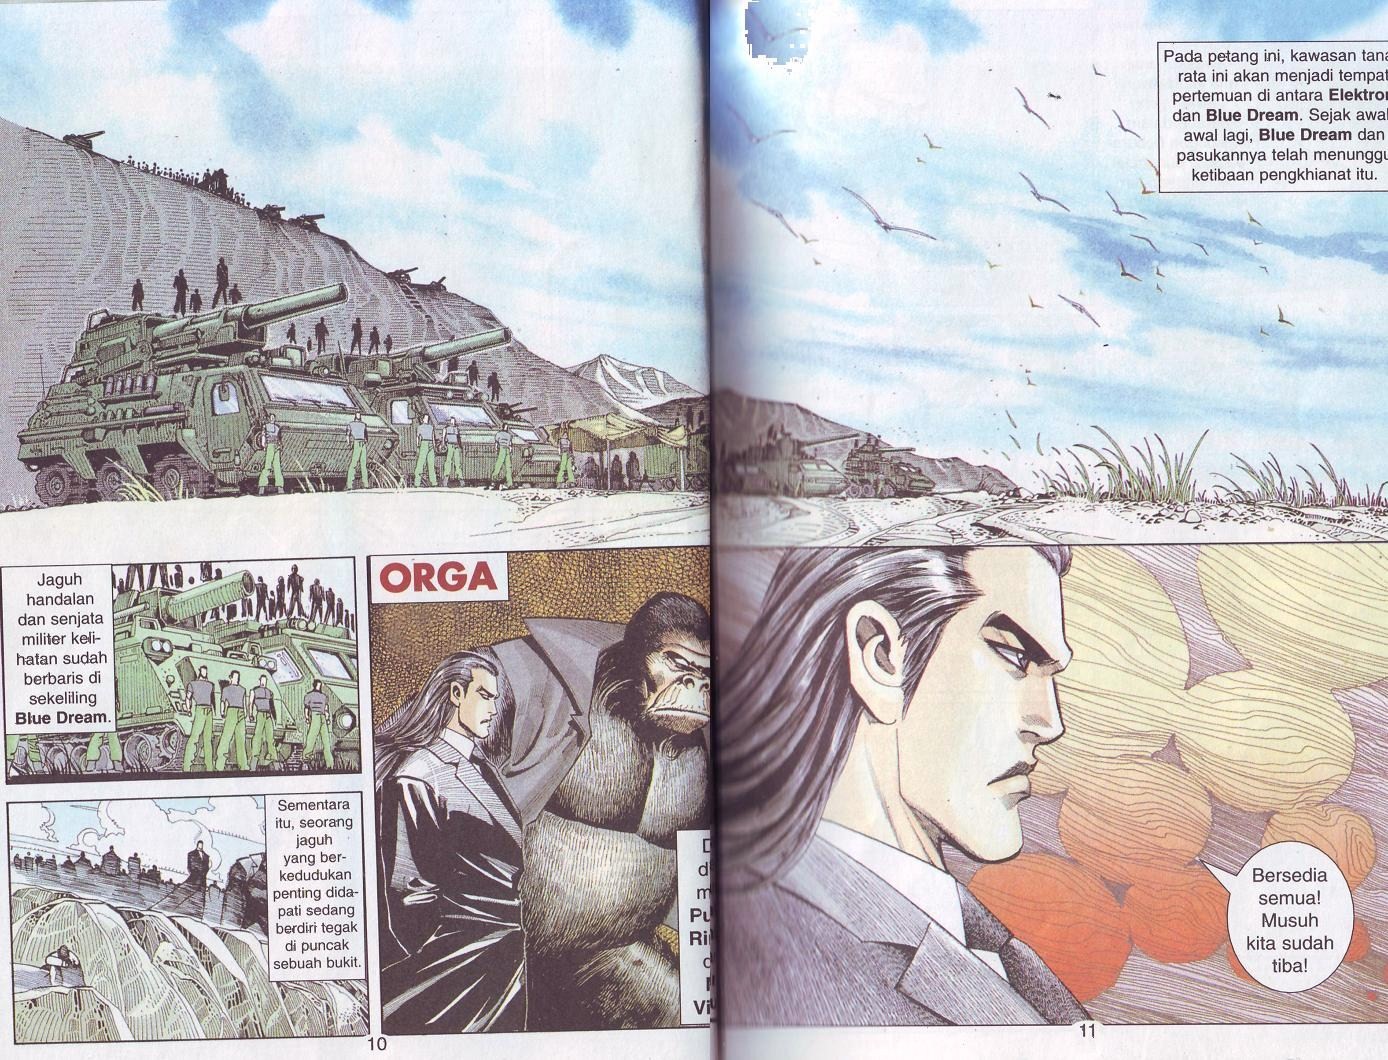 Pada petang ini, kawasan
rata ini akan menjadi tempat
pertemuan di antara
dan Blue Dream. Sejak
awal lagi, Blue Dream dan
pasukannya telah menunggu
ketibaan pengkhianat itu.
Jaguh
handalan
dan senjata
militer keli-
hatan sudah
berbaris di
sekeliling
Blue Dream.
Sementara
itu, seorang
jaguh
yang ber-
kedudukan
penting dida-
pati sedang
berdiri tegak
di puncak
sebuah bukit.
ORGA
Bersedia
semua!
Musuh
kita sudah
tiba!
10
11